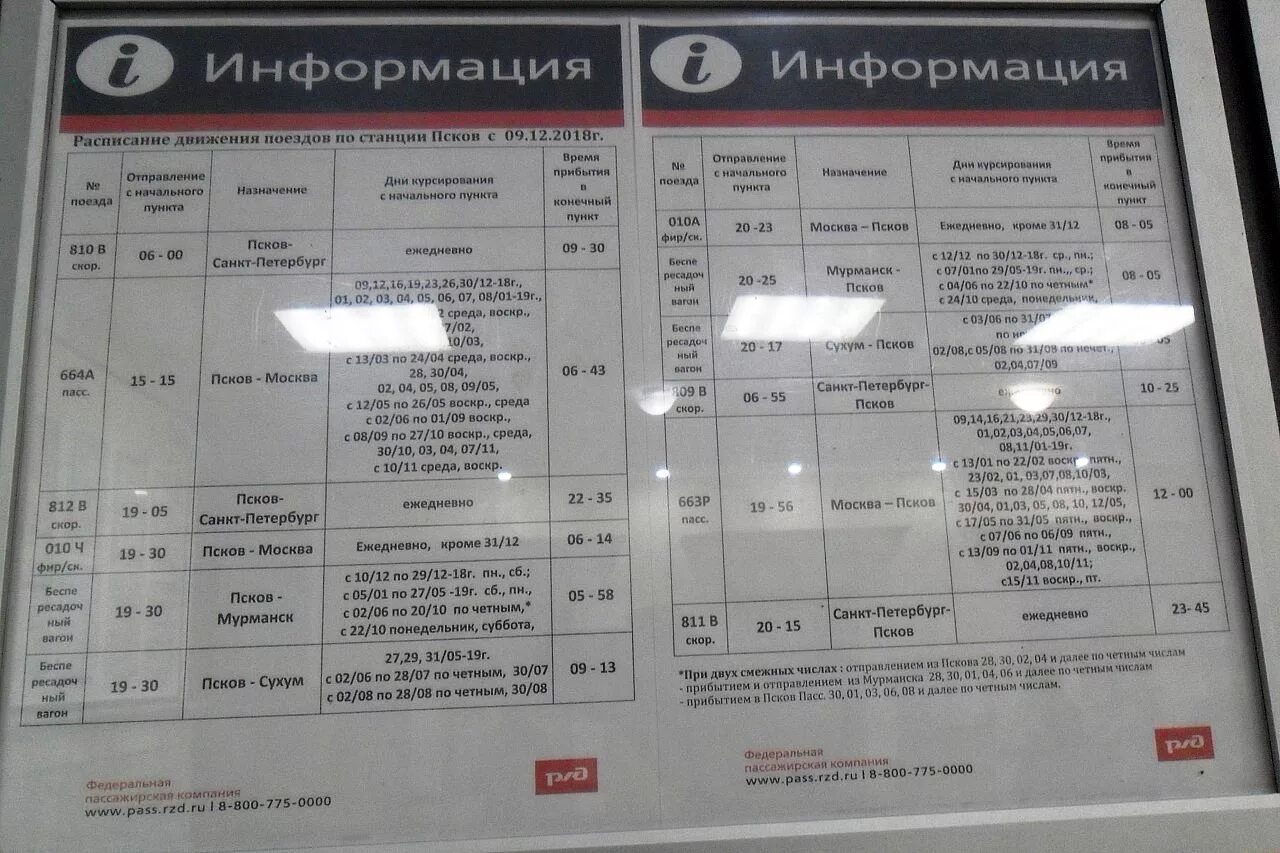 i Информация
Расписание движения поездов по станции Псков с 09.12.2018г.
№ поезда
Отправление с начального пункта
Назначение
Дни курсирования с начального пункта
Время прибытия в конечный пункт
810 В скор.
06 - 00
Псков-
Санкт-Петербург
ежедневно
09 - 30
664А пасс.
15 - 15
Псков - Москва
09,12,16,19,23,26,30/12-18г.,
01, 02, 03, 04, 05, 06, 07, 08/01-19г.,
среда, воскр.,
7/02,
10/03,
с 13/03 по 24/04 среда, воскр.,
28, 30/04,
02, 04, 05, 08, 09/05,
с 12/05 по 26/05 воскр., среда
с 02/06 по 01/09 воскр.,
с 08/09 по 27/10 воскр., среда,
30/10, 03, 04, 07/11,
с 10/11 среда, воскр.
06 - 43
812 В скор.
19 - 05
Псков-
Санкт-Петербург
ежедневно
22 - 35
010 Ч фир/ск.
19 - 30
Псков - Москва
Ежедневно, кроме 31/12
06 - 14
Беспе
ресадоч
ный
вагон
19 - 30
Псков -
Мурманск
с 10/12 по 29/12-18г. пн., сб.;
с 05/01 по 27/05 -19г. сб., пн.,
с 02/06 по 20/10 по четным,*
с 22/10 понедельник, суббота,
05 - 58
Беспе
ресадоч
ный
вагон
19 - 30
Псков - Сухум
27,29, 31/05-19г.
с 02/06 по 28/07 по четным, 30/07
с 02/08 по 28/08 по четным, 30/08
09 - 13
Федеральная
пассажирская компания
www.pass.rzd.ru l 8-800-775-0000
ржд
i Информация
№ поезда
Отправление с начального пункта
Назначение
Дни курсирования с начального пункта
Время прибытия в конечный пункт
010А фир/ск.
20 - 23
Москва – Псков
Ежедневно, кроме 31/12
08 - 05
Беспе
ресадоч
ный
вагон
20 -25
Мурманск -
Псков
с 12/12 по 30/12-18г. ср., пн.;
с 07/01по 29/05-19г. пн., ср.;
с 04/06 по 22/10 по четным*
с 24/10 среда, понедельник,
08 - 05
Беспе
ресадоч
ный
вагон
20 - 17
Сухум - Псков
с 03/06 по 31/07
по
02/08,с 05/08 по 31/08 по нечет.,
02,04,07/09
05
809 В скор.
06 - 55
Санкт-Петербург-
Псков
10 - 25
663Р пасс.
19 - 56
Москва – Псков
09,14,16,21,23,29,30/12-18г.,
01,02,03,04,05,06,07,
08,11/01-19г.
с 13/01 по 22/02 воскр., пятн.,
23/02, 01, 03,07,08,10/03,
с 15/03 по 28/04 пятн., воскр.
30/04, 01,03, 05, 08, 10, 12/05,
с 17/05 по 31/05 пятн., воскр.,
с 07/06 по 06/09 пятн.,
с 13/09 по 01/11 пятн., воскр.,
02,04,08,10/11;
с15/11 воскр., пт.
12 - 00
811 В скор.
20 - 15
Санкт-Петербург-
Псков
ежедневно
23- 45
*При двух смежных числах : отправлением из Пскова 28, 30, 02, 04 и далее по четным числам
- прибытием и отправлением из Мурманска 28, 30, 01, 04, 06 и далее по четным числам
- прибытием в Псков Пасс. 30, 01, 03, 06, 08 и далее по четным числам.
Федеральная
пассажирская компания
www.pass.rzd.ru l 8-800-775-0000
ржд